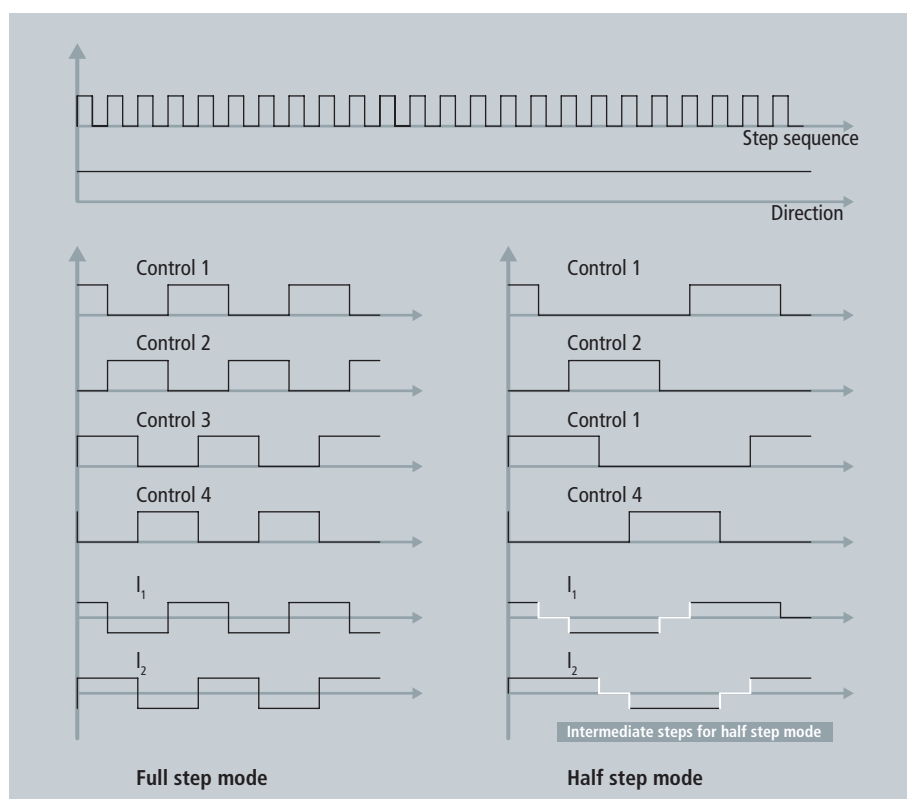 Step sequence
Direction
Control 1
Control 2
Control 3
Control 4
I₁
I₂
Full step mode
Control 1
Control 2
Control 1
Control 4
I₁
I₂
Intermediate steps for half step mode
Half step mode